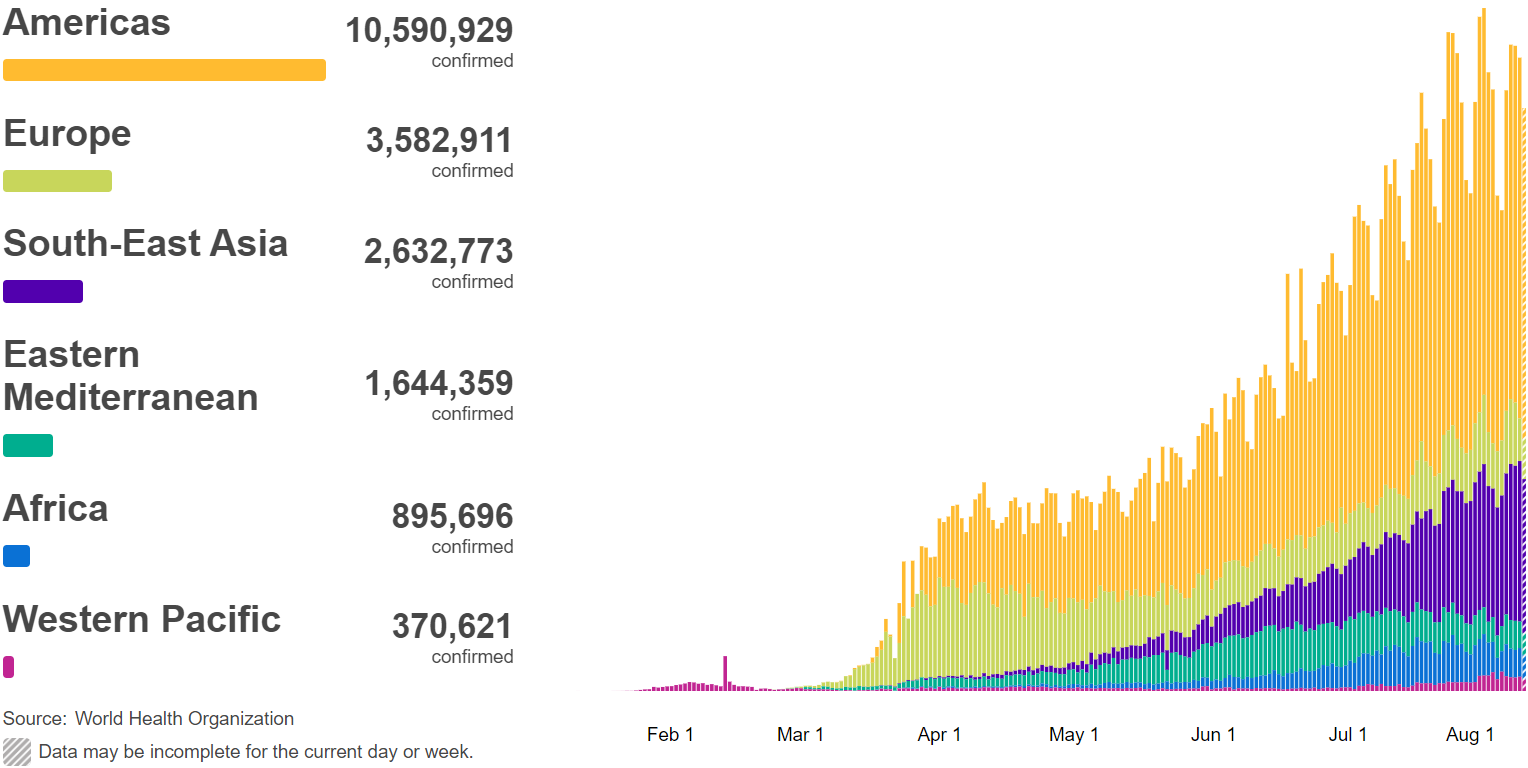 Americas
10,590,929
confirmed
Europe
3,582,911
confirmed
South-East Asia
2,632,773
confirmed
Eastern
Mediterranean
1,644,359
confirmed
Africa
895,696
confirmed
Western Pacific
370,621
confirmed
Source: World Health Organization
Data may be incomplete for the current day or week.
Feb 1 Mar 1 Apr 1 May 1 Jun 1 Jul 1 Aug 1